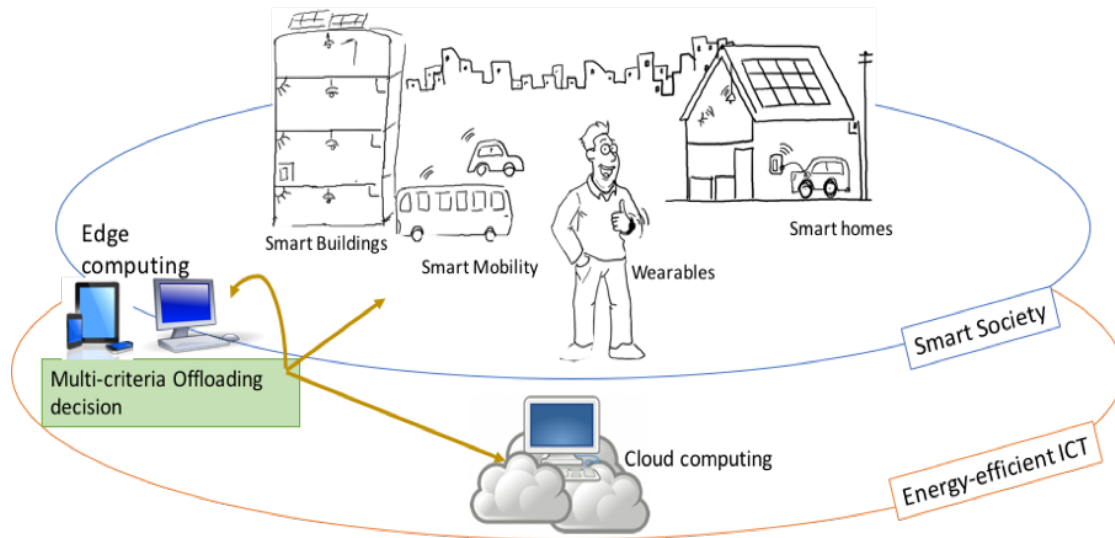 Smart Buildings
Smart Mobility
Wearables
Smart homes
Edge
computing
Multi-criteria Offloading
decision
Cloud computing
Smart Society
Energy-efficient ICT